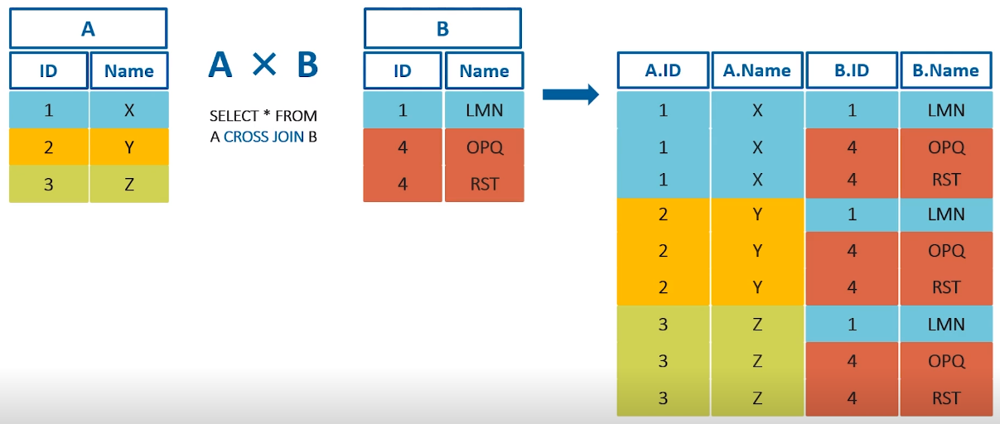 A
ID Name
1 X
2 Y
3 Z
A × B
SELECT * FROM
A CROSS JOIN B
B
ID Name
1 LMN
4 OPQ
4 RST
A.ID A.Name B.ID B.Name
1 X 1 LMN
1 X 4 OPQ
1 X 4 RST
2 Y 1 LMN
2 Y 4 OPQ
2 Y 4 RST
3 Z 1 LMN
3 Z 4 OPQ
3 Z 4 RST